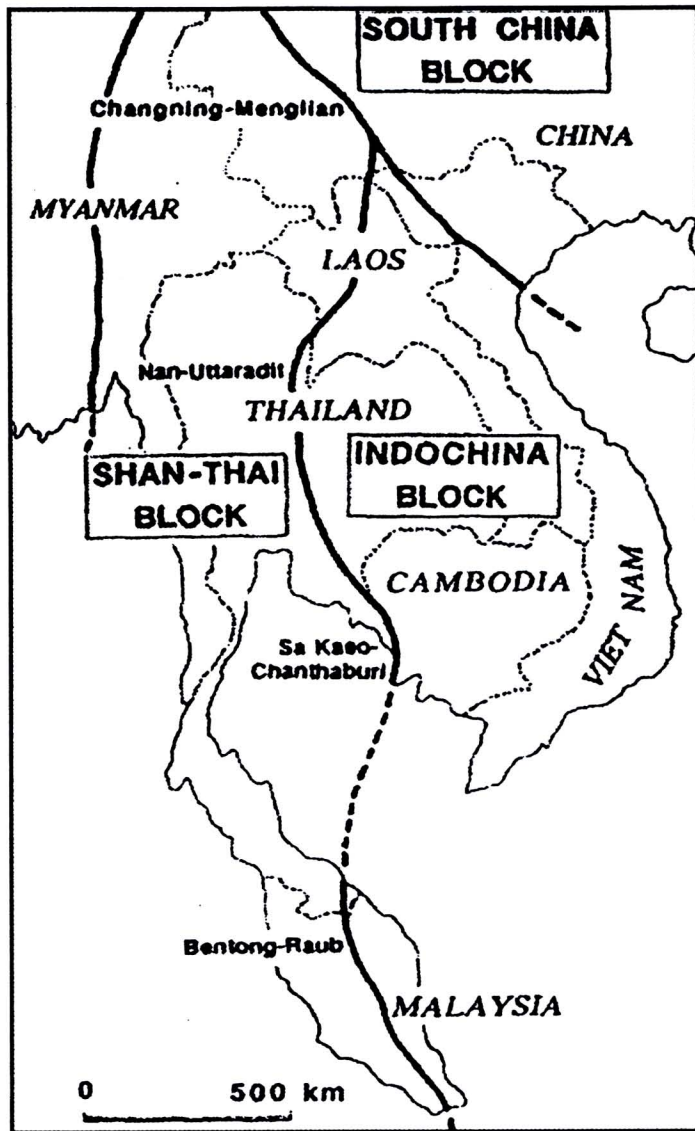 SOUTH CHINA
BLOCK
Changning-Menglian
CHINA
MYANMAR
LAOS
Nan-Uttaradit
THAILAND
SHAN-THAI
BLOCK
INDOCHINA
BLOCK
CAMBODIA
VIET NAM
Sa Kaeo-
Chanthaburi
Bentong-Raub
MALAYSIA
0 500 km